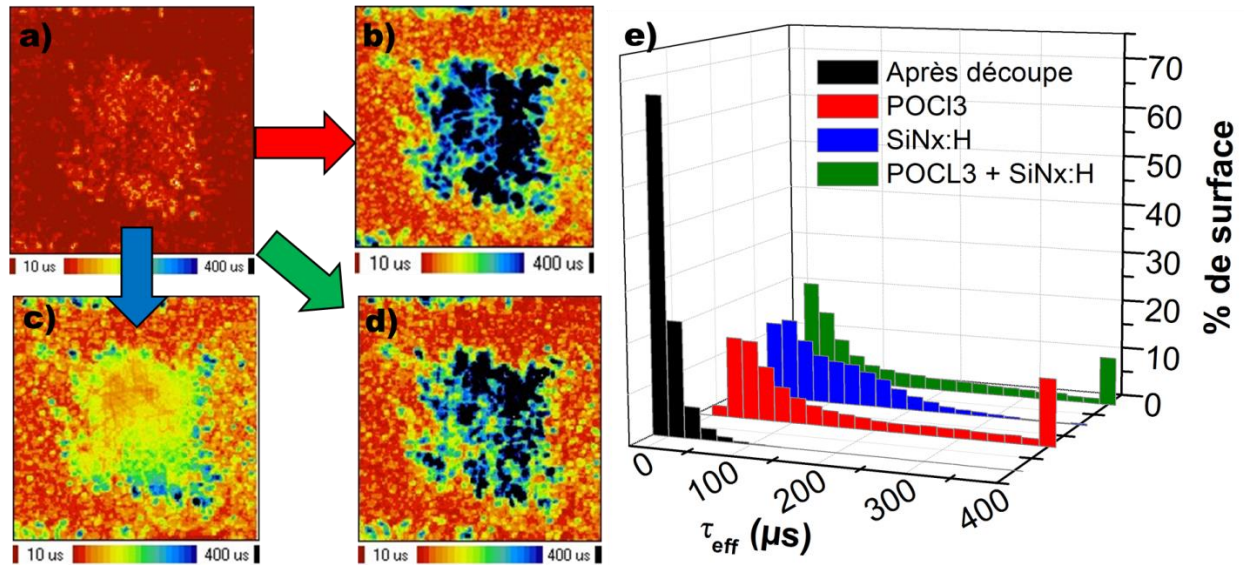 a)
b)
10 us
400 us
10 us
400 us
c)
d)
10 us
400 us
10 us
400 us
e)
Après découpe
POCl3
SiNx:H
POCL3 + SiNx:H
70
60
50
40
30
20
10
0
% de surface
0
100
200
300
400
τeff (µs)